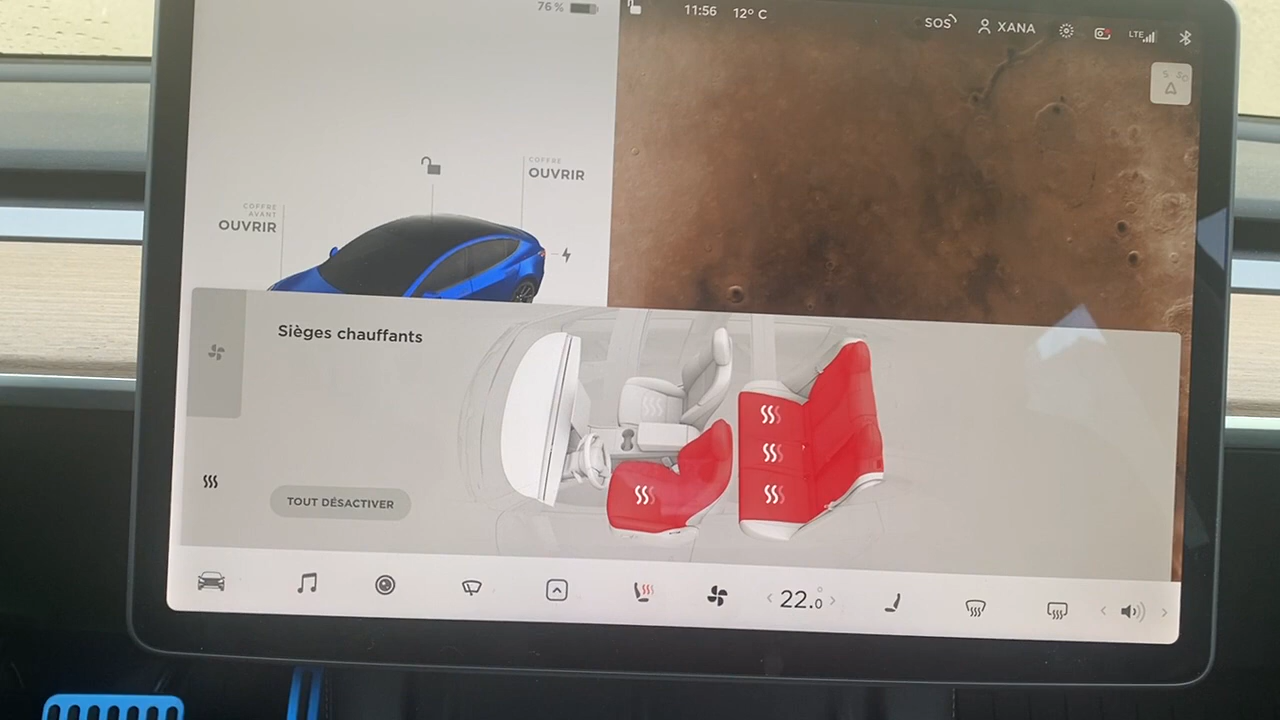 76 %
11:56 12° C
SOS XANA LTE
COFFRE
OUVRIR
COFFRE
AVANT
OUVRIR
Sièges chauffants
TOUT DÉSACTIVER
22.0°